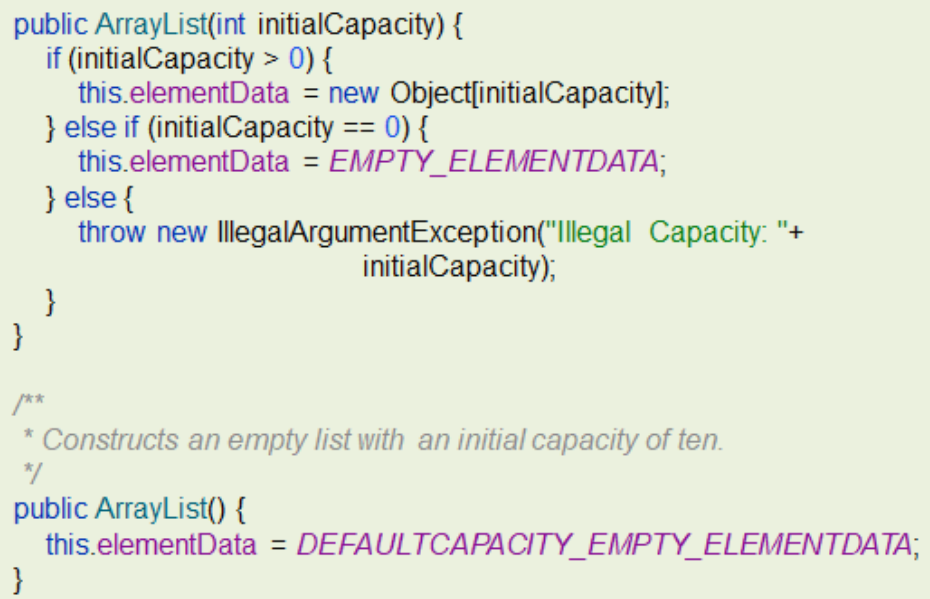 public ArrayList(int initialCapacity) {
if (initialCapacity > 0) {
this.elementData = new Object[initialCapacity];
} else if (initialCapacity == 0) {
this.elementData = EMPTY_ELEMENTDATA;
} else {
throw new IllegalArgumentException("Illegal Capacity: "+
initialCapacity);
}
}
/**
* Constructs an empty list with an initial capacity of ten.
*/
public ArrayList() {
this.elementData = DEFAULTCAPACITY_EMPTY_ELEMENTDATA;
}